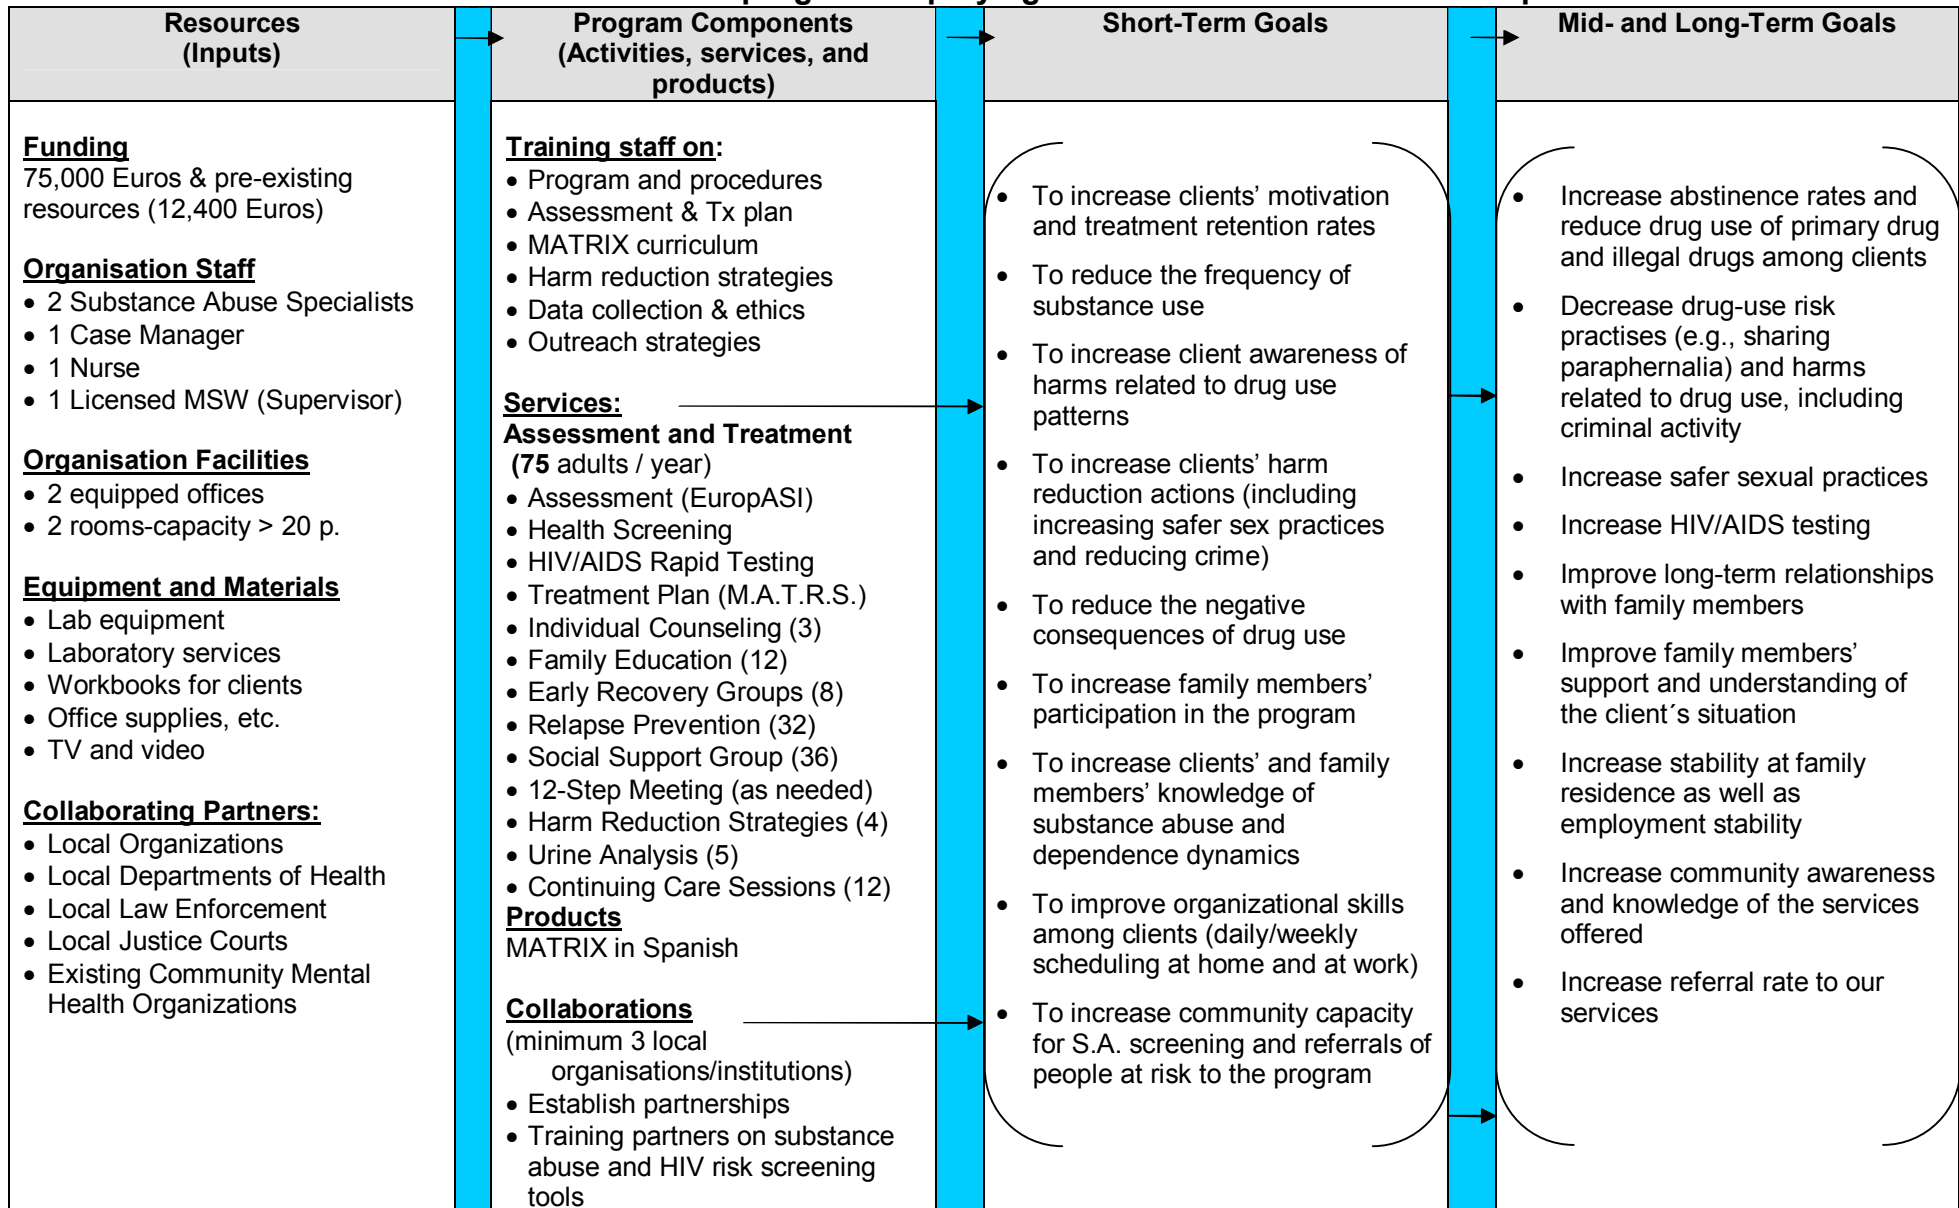 Resources
(Inputs)
Program Components
(Activities, services, and
products)
Short-Term Goals
Mid- and Long-Term Goals
Funding
75,000 Euros & pre-existing
resources (12,400 Euros)
Organisation Staff
• 2 Substance Abuse Specialists
• 1 Case Manager
• 1 Nurse
• 1 Licensed MSW (Supervisor)
Organisation Facilities
• 2 equipped offices
• 2 rooms-capacity > 20 p.
Equipment and Materials
• Lab equipment
• Laboratory services
• Workbooks for clients
• Office supplies, etc.
• TV and video
Collaborating Partners:
• Local Organizations
• Local Departments of Health
• Local Law Enforcement
• Local Justice Courts
• Existing Community Mental
Health Organizations
Training staff on:
• Program and procedures
• Assessment & Tx plan
• MATRIX curriculum
• Harm reduction strategies
• Data collection & ethics
• Outreach strategies
Services:
Assessment and Treatment
(75 adults / year)
• Assessment (EuropASI)
• Health Screening
• HIV/AIDS Rapid Testing
• Treatment Plan (M.A.T.R.S.)
• Individual Counseling (3)
• Family Education (12)
• Early Recovery Groups (8)
• Relapse Prevention (32)
• Social Support Group (36)
• 12-Step Meeting (as needed)
• Harm Reduction Strategies (4)
• Urine Analysis (5)
• Continuing Care Sessions (12)
Products
MATRIX in Spanish
Collaborations
(minimum 3 local
organisations/institutions)
• Establish partnerships
• Training partners on substance
abuse and HIV risk screening
tools
• To increase clients’ motivation
and treatment retention rates
• To reduce the frequency of
substance use
• To increase client awareness of
harms related to drug use
patterns
• To increase clients’ harm
reduction actions (including
increasing safer sex practices
and reducing crime)
• To reduce the negative
consequences of drug use
• To increase family members’
participation in the program
• To increase clients’ and family
members’ knowledge of
substance abuse and
dependence dynamics
• To improve organizational skills
among clients (daily/weekly
scheduling at home and at work)
• To increase community capacity
for S.A. screening and referrals of
people at risk to the program
• Increase abstinence rates and
reduce drug use of primary drug
and illegal drugs among clients
• Decrease drug-use risk
practises (e.g., sharing
paraphernalia) and harms
related to drug use, including
criminal activity
• Increase safer sexual practices
• Increase HIV/AIDS testing
• Improve long-term relationships
with family members
• Improve family members’
support and understanding of
the client´s situation
• Increase stability at family
residence as well as
employment stability
• Increase community awareness
and knowledge of the services
offered
• Increase referral rate to our
services